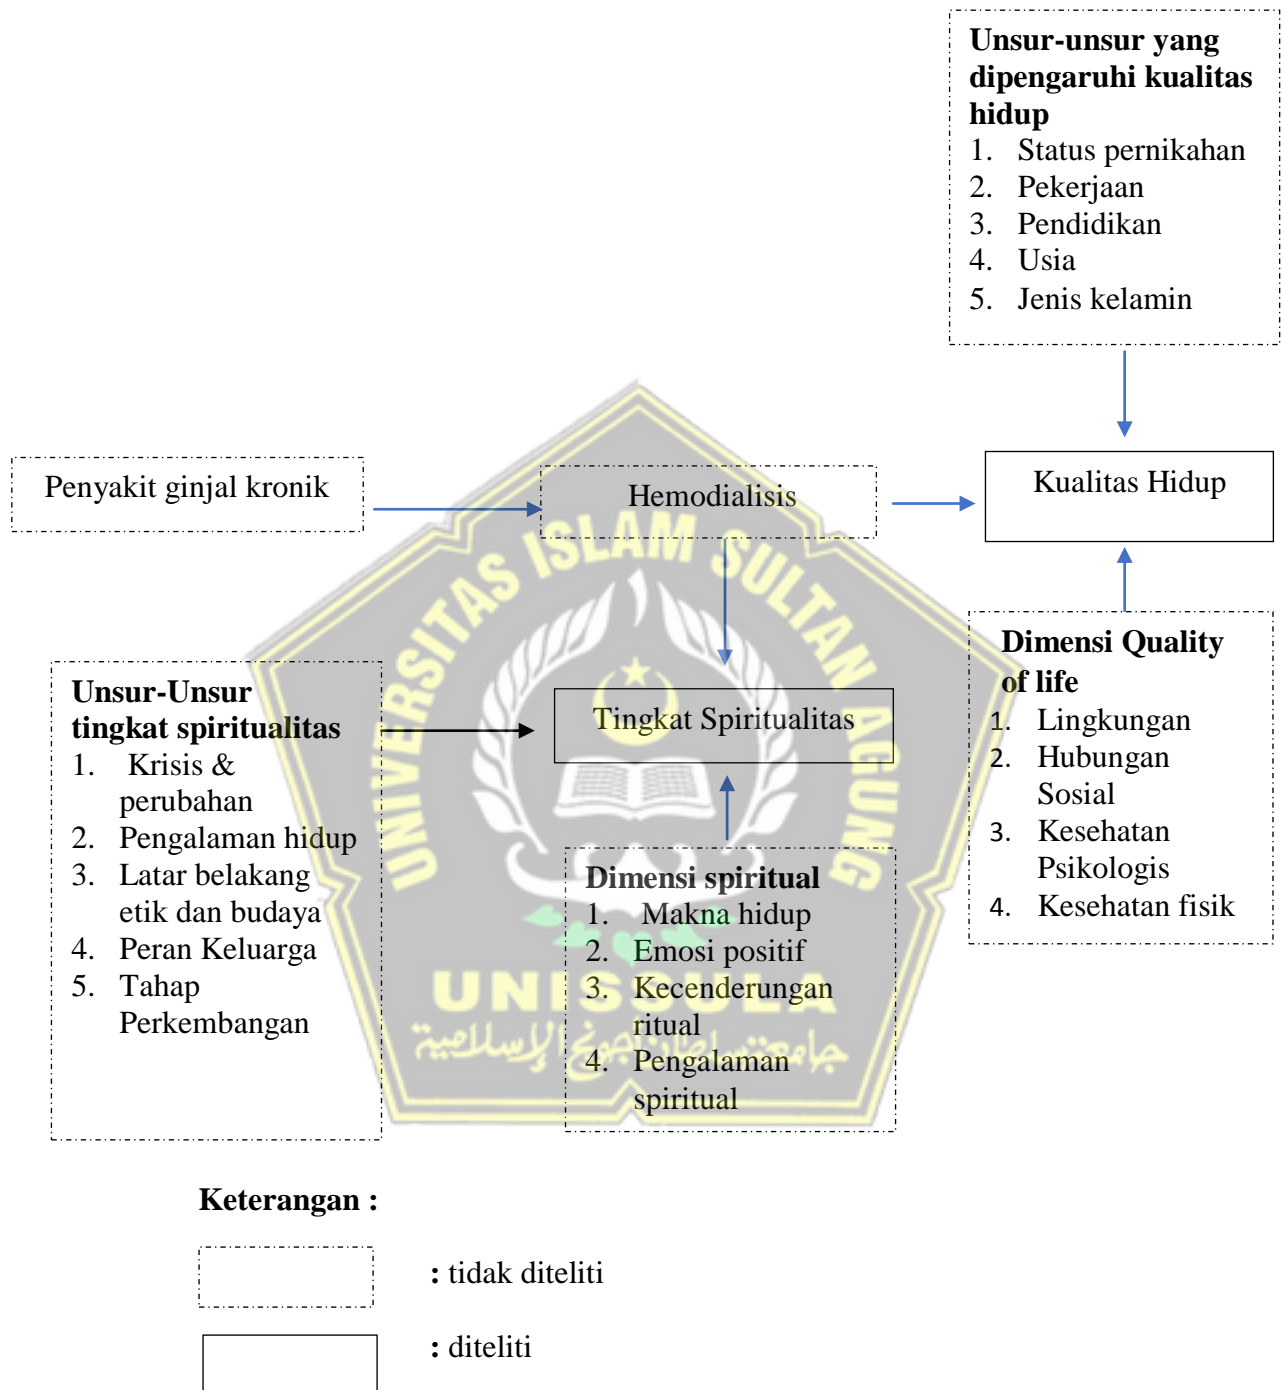 Unsur-unsur yang
dipengaruhi kualitas
hidup
1. Status pernikahan
2. Pekerjaan
3. Pendidikan
4. Usia
5. Jenis kelamin
Penyakit ginjal kronik
Hemodialisis
Kualitas Hidup
UNIVERSITAS ISLAM SULTAN AGUNG
Unsur-Unsur
tingkat spiritualitas
1. Krisis &
perubahan
2. Pengalaman hidup
3. Latar belakang
etik dan budaya
4. Peran Keluarga
5. Tahap
Perkembangan
Tingkat Spiritualitas
Dimensi spiritual
1. Makna hidup
2. Emosi positif
3. Kecenderungan
ritual
4. Pengalaman
spiritual
Dimensi Quality
of life
1. Lingkungan
2. Hubungan
Sosial
3. Kesehatan
Psikologis
4. Kesehatan fisik
UNISSULA
جامعة سلطان أجونج الإسلامية
Keterangan :
: tidak diteliti
: diteliti